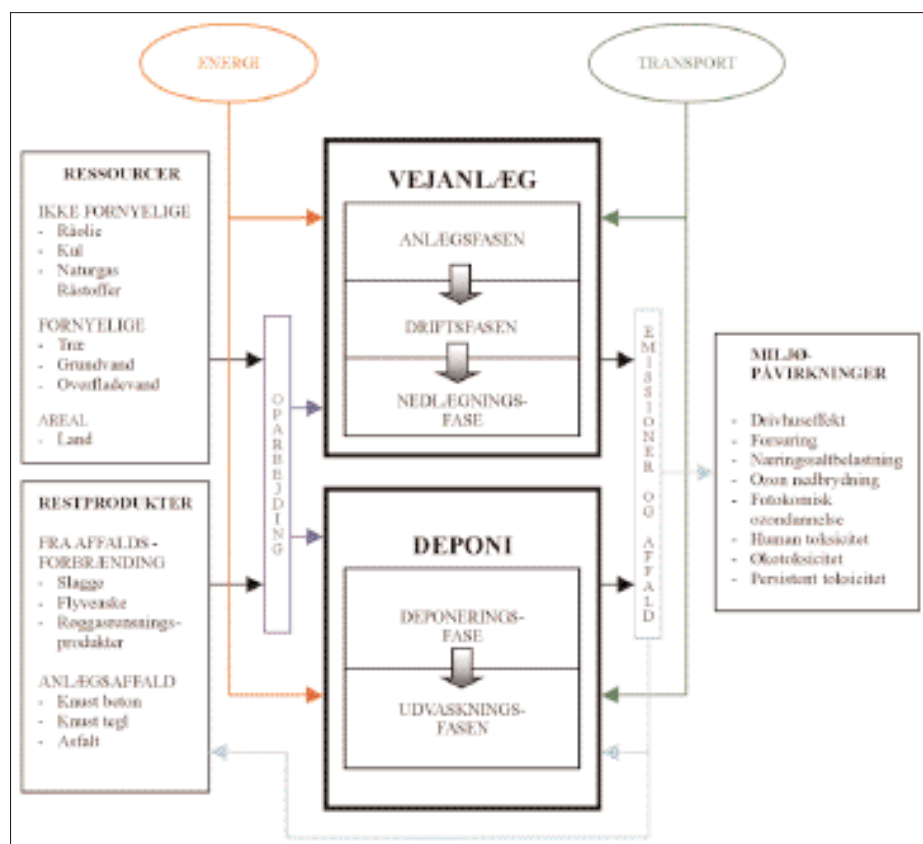 ENERGI
TRANSPORT
RESSOURCER
IKKE FORNYELIGE
- Råolie
- Kul
- Naturgas
Råstoffer
FORNYELIGE
- Træ
- Grundvand
- Overfladevand
AREAL
- Land
RESTPRODUKTER
FRA AFFALDS-
FORBRÆNDING
- Slagge
- Flyveaske
- Røggasrensnings-
produkter
ANLÆGSAFFALD
- Knust beton
- Knust tegl
- Asfalt
OPARBEJDING
VEJANLÆG
ANLÆGSFASEN
DRIFTSFASEN
NEDLÆGNINGS-
FASE
DEPONI
DEPONERINGS-
FASE
UDVASKNINGS-
FASEN
EMISSIONER OG AFFALD
MILJØ-
PÅVIRKNINGER
- Drivhuseffekt
- Forsuring
- Næringssaltbelastning
- Ozon nedbrydning
- Fotokemisk
ozondannelse
- Human toksicitet
- Økotoksicitet
- Persistent toksicitet